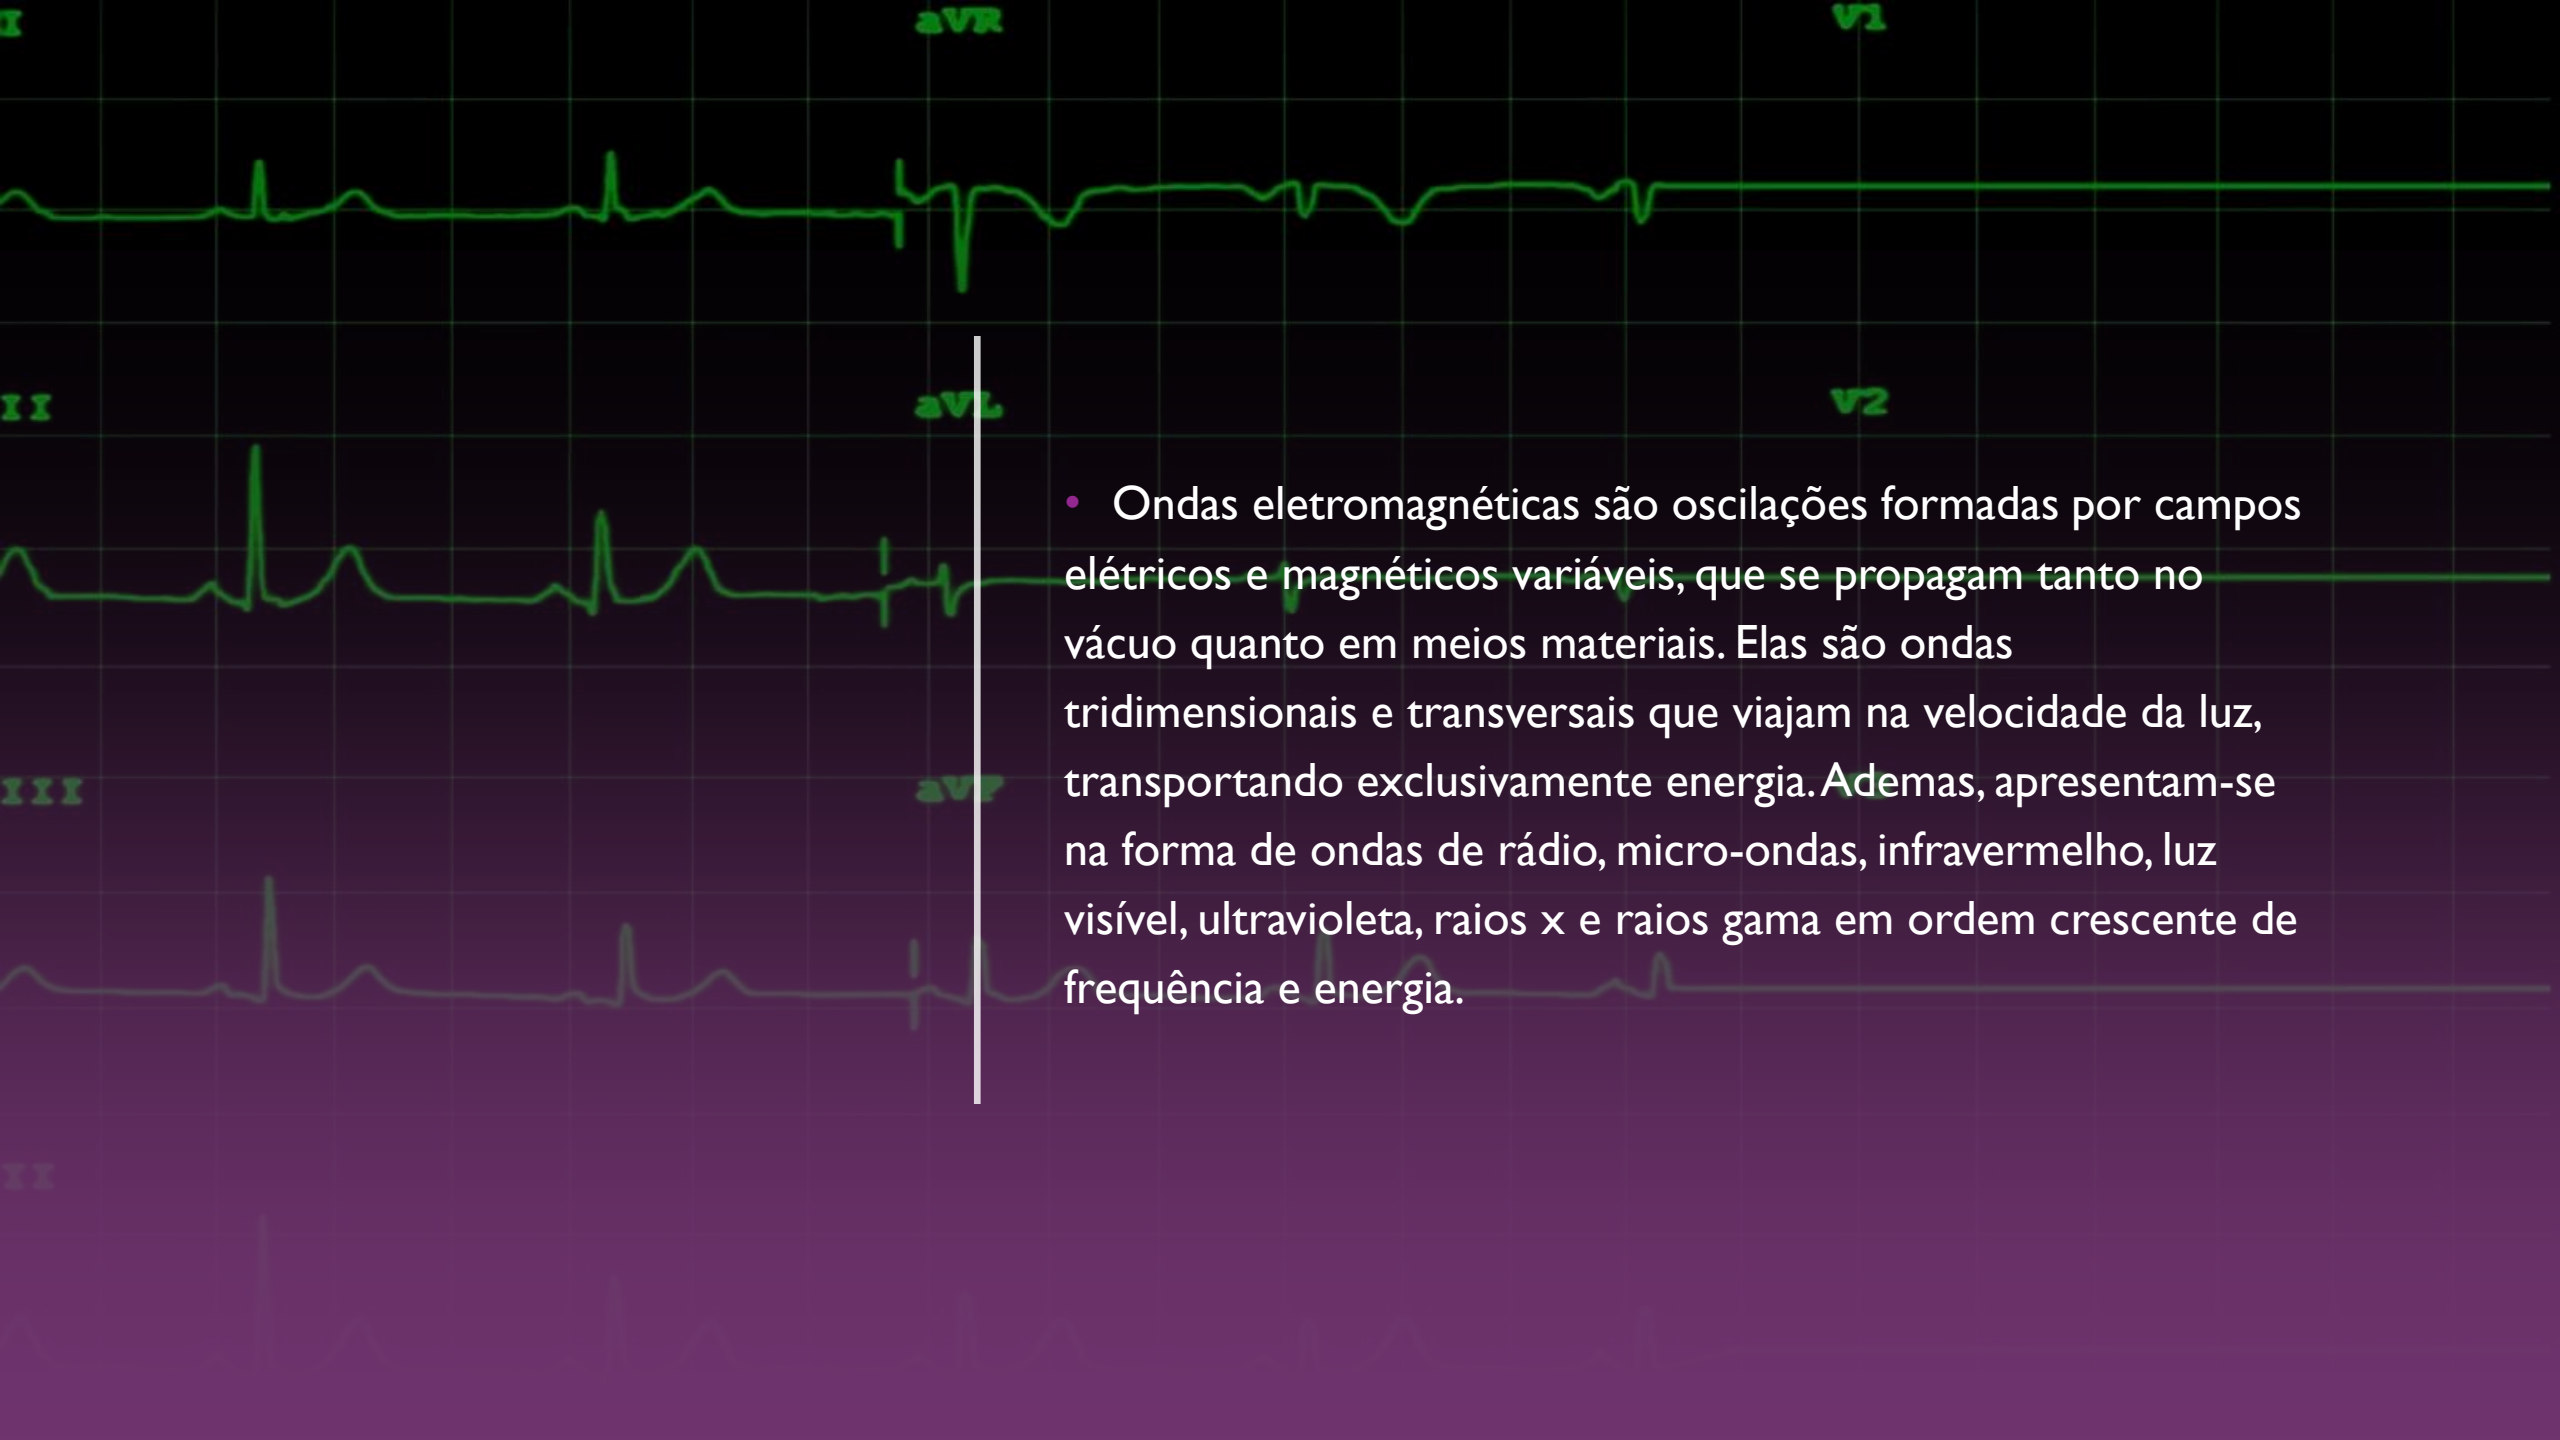 I
aVR
V1
II
aVL
V2
• Ondas eletromagnéticas são oscilações formadas por campos
elétricos e magnéticos variáveis, que se propagam tanto no
vácuo quanto em meios materiais. Elas são ondas
tridimensionais e transversais que viajam na velocidade da luz,
transportando exclusivamente energia. Ademas, apresentam-se
na forma de ondas de rádio, micro-ondas, infravermelho, luz
visível, ultravioleta, raios x e raios gama em ordem crescente de
frequência e energia.
III
aVF
II